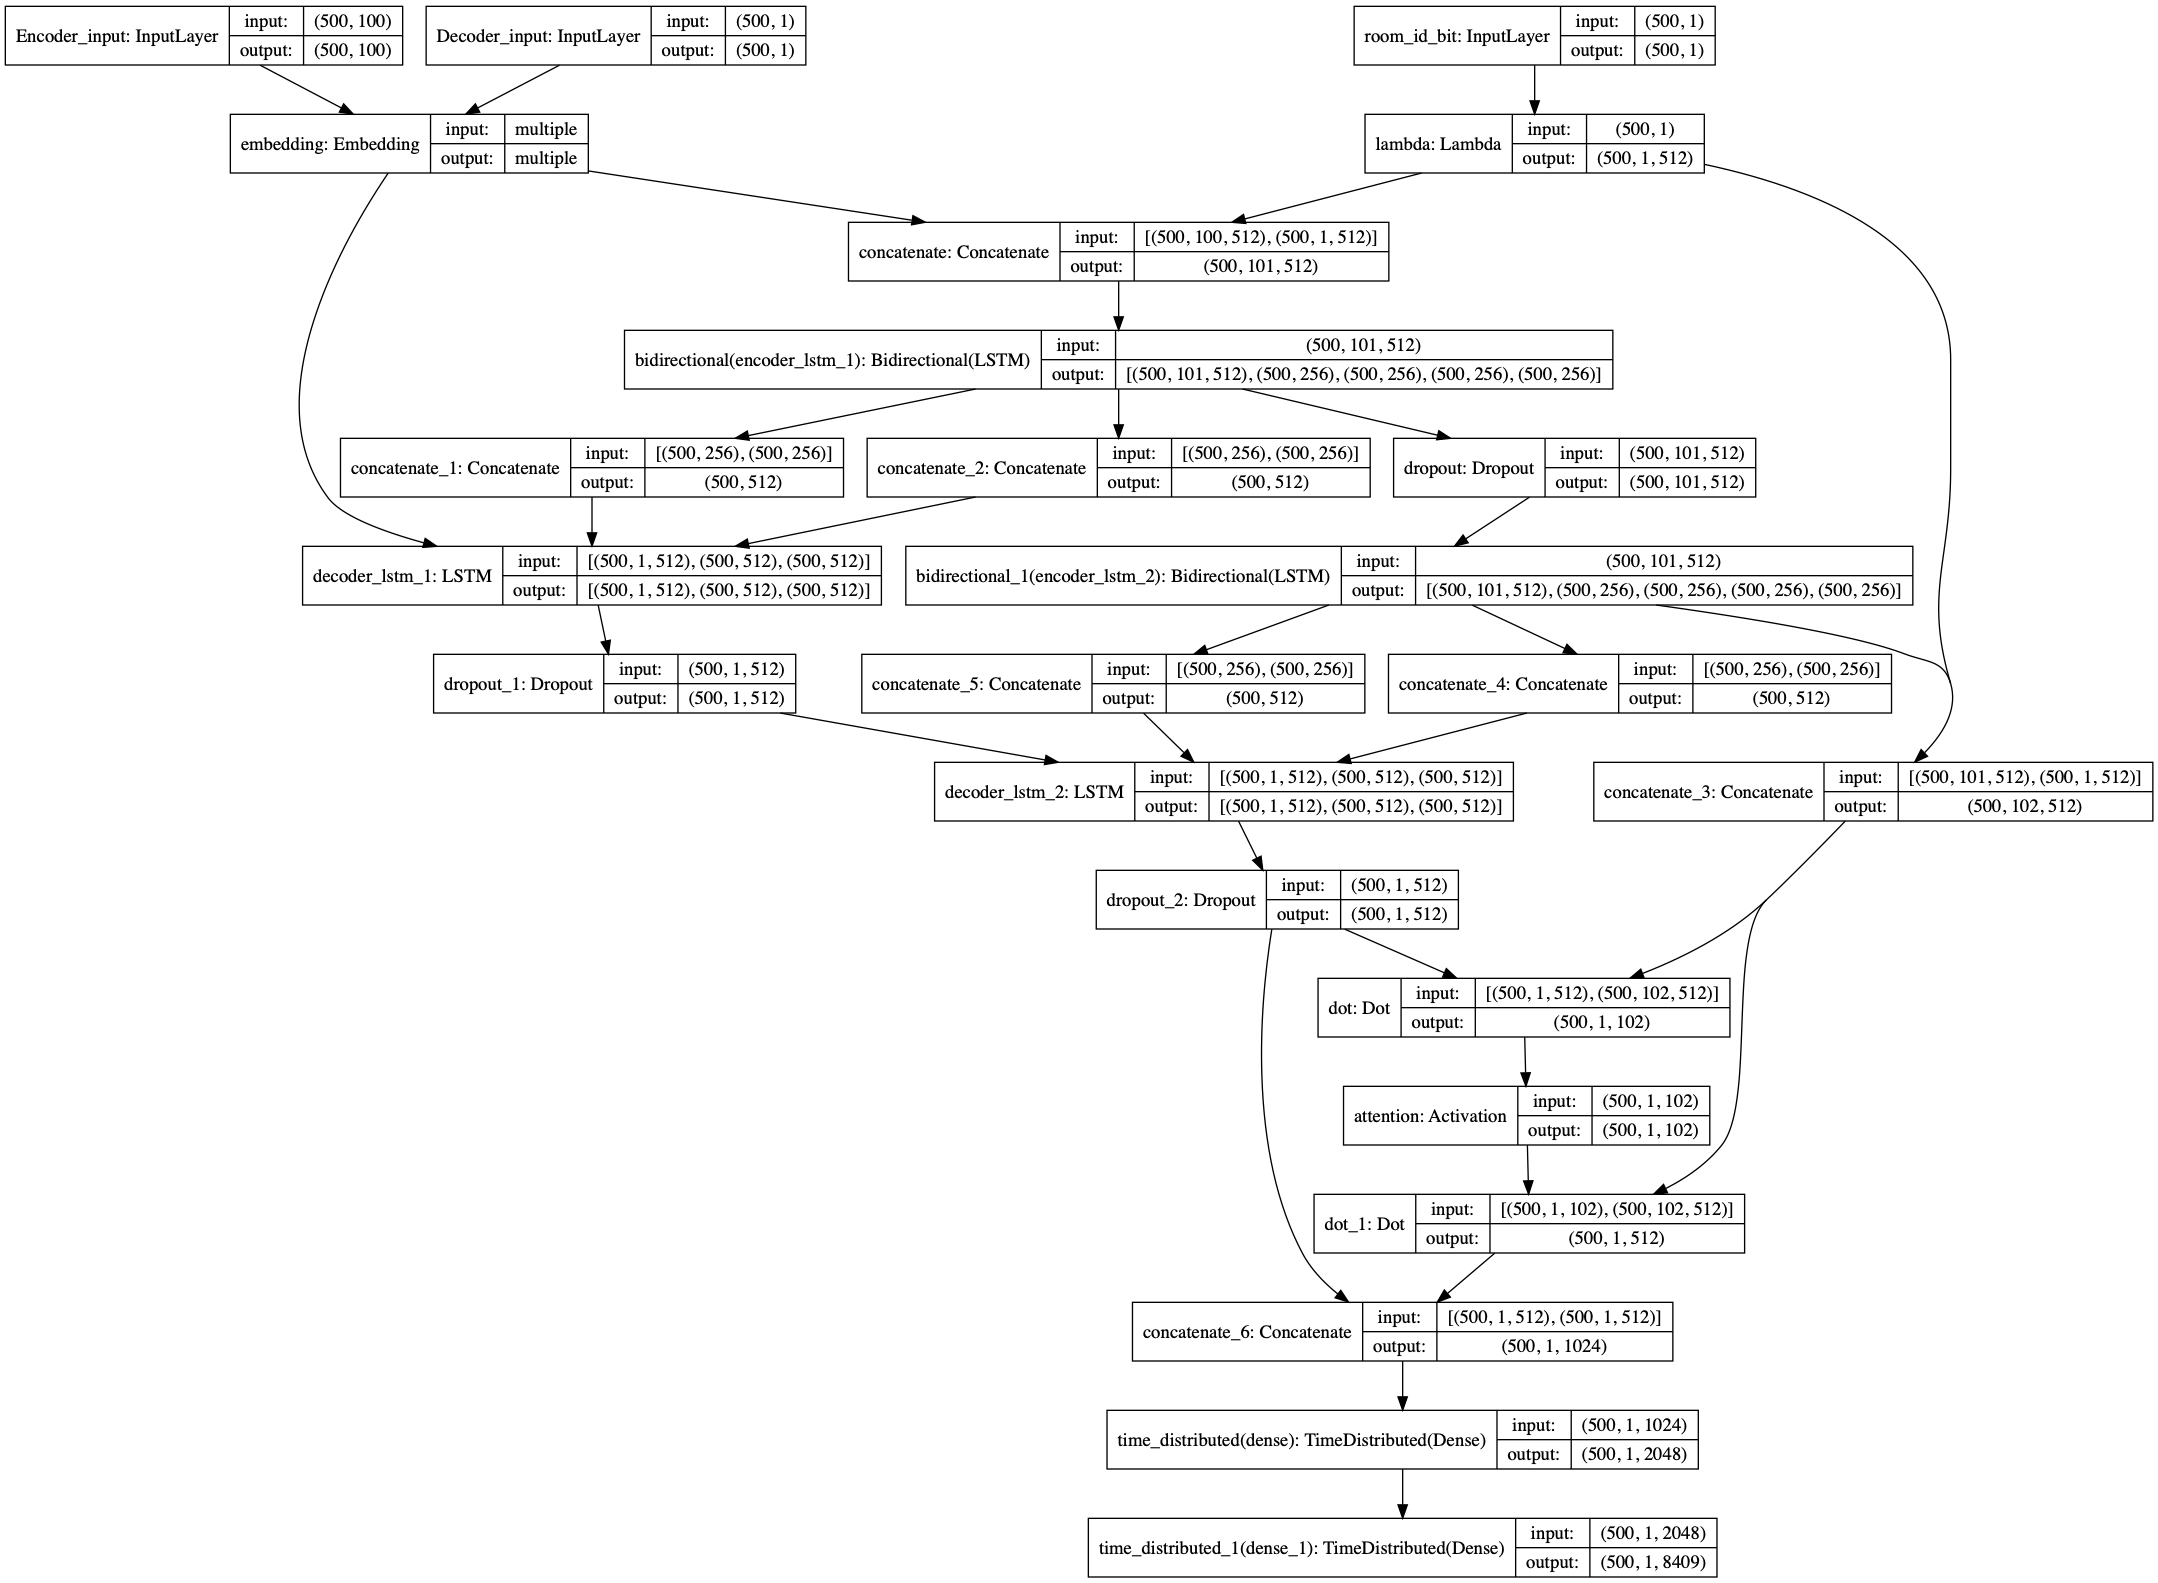 Encoder_input: InputLayer
input:
(500, 100)
output:
(500, 100)
Decoder_input: InputLayer
input:
(500, 1)
output:
(500, 1)
room_id_bit: InputLayer
input:
(500, 1)
output:
(500, 1)
embedding: Embedding
input:
multiple
output:
multiple
lambda: Lambda
input:
(500, 1)
output:
(500, 1, 512)
concatenate: Concatenate
input:
[(500, 100, 512), (500, 1, 512)]
output:
(500, 101, 512)
bidirectional(encoder_lstm_1): Bidirectional(LSTM)
input:
(500, 101, 512)
output:
[(500, 101, 512), (500, 256), (500, 256), (500, 256), (500, 256)]
concatenate_1: Concatenate
input:
[(500, 256), (500, 256)]
output:
(500, 512)
concatenate_2: Concatenate
input:
[(500, 256), (500, 256)]
output:
(500, 512)
dropout: Dropout
input:
(500, 101, 512)
output:
(500, 101, 512)
decoder_lstm_1: LSTM
input:
[(500, 1, 512), (500, 512), (500, 512)]
output:
[(500, 1, 512), (500, 512), (500, 512)]
bidirectional_1(encoder_lstm_2): Bidirectional(LSTM)
input:
(500, 101, 512)
output:
[(500, 101, 512), (500, 256), (500, 256), (500, 256), (500, 256)]
dropout_1: Dropout
input:
(500, 1, 512)
output:
(500, 1, 512)
concatenate_5: Concatenate
input:
[(500, 256), (500, 256)]
output:
(500, 512)
concatenate_4: Concatenate
input:
[(500, 256), (500, 256)]
output:
(500, 512)
decoder_lstm_2: LSTM
input:
[(500, 1, 512), (500, 512), (500, 512)]
output:
[(500, 1, 512), (500, 512), (500, 512)]
concatenate_3: Concatenate
input:
[(500, 101, 512), (500, 1, 512)]
output:
(500, 102, 512)
dropout_2: Dropout
input:
(500, 1, 512)
output:
(500, 1, 512)
dot: Dot
input:
[(500, 1, 512), (500, 102, 512)]
output:
(500, 1, 102)
attention: Activation
input:
(500, 1, 102)
output:
(500, 1, 102)
dot_1: Dot
input:
[(500, 1, 102), (500, 102, 512)]
output:
(500, 1, 512)
concatenate_6: Concatenate
input:
[(500, 1, 512), (500, 1, 512)]
output:
(500, 1, 1024)
time_distributed(dense): TimeDistributed(Dense)
input:
(500, 1, 1024)
output:
(500, 1, 2048)
time_distributed_1(dense_1): TimeDistributed(Dense)
input:
(500, 1, 2048)
output:
(500, 1, 8409)